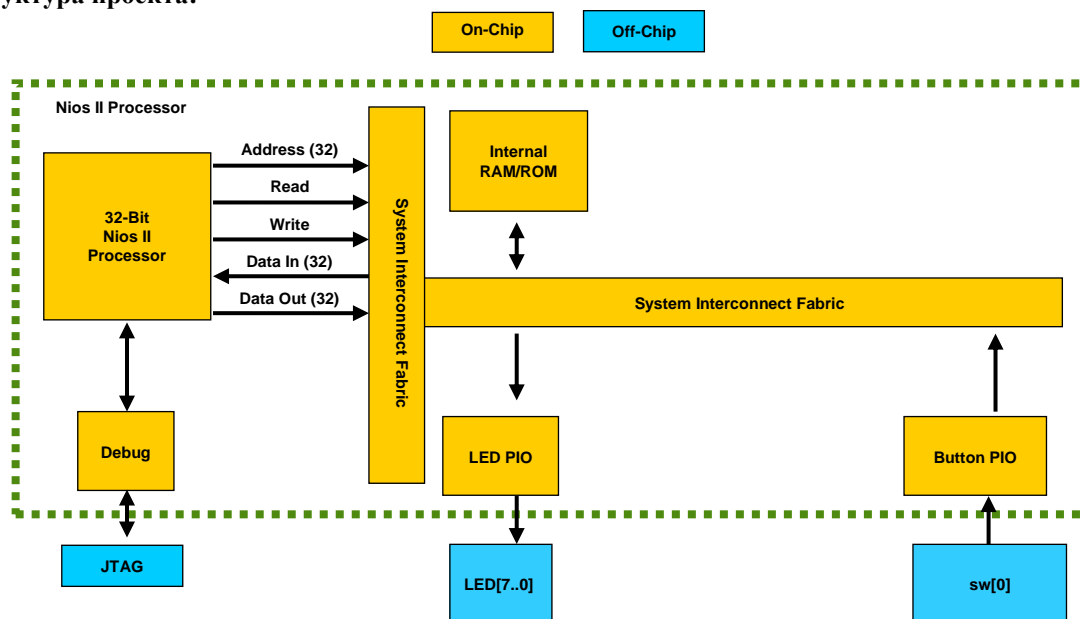 уктура проекта:
On-Chip
Off-Chip
Nios II Processor
32-Bit
Nios II
Processor
Address (32)
Read
Write
Data In (32)
Data Out (32)
System Interconnect Fabric
Internal
RAM/ROM
System Interconnect Fabric
Debug
LED PIO
Button PIO
JTAG
LED[7..0]
sw[0]